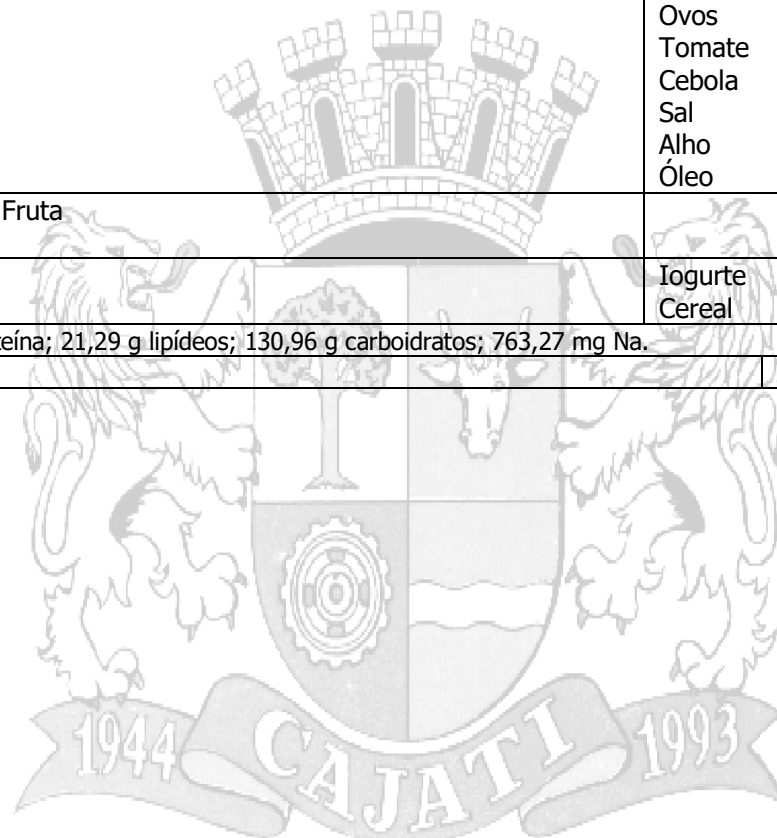 Ovos
Tomate
Cebola
Sal
Alho
Óleo
Fruta
Iogurte
Cereal
eína; 21,29 g lipídeos; 130,96 g carboidratos; 763,27 mg Na.
1944 CAJATI 1993